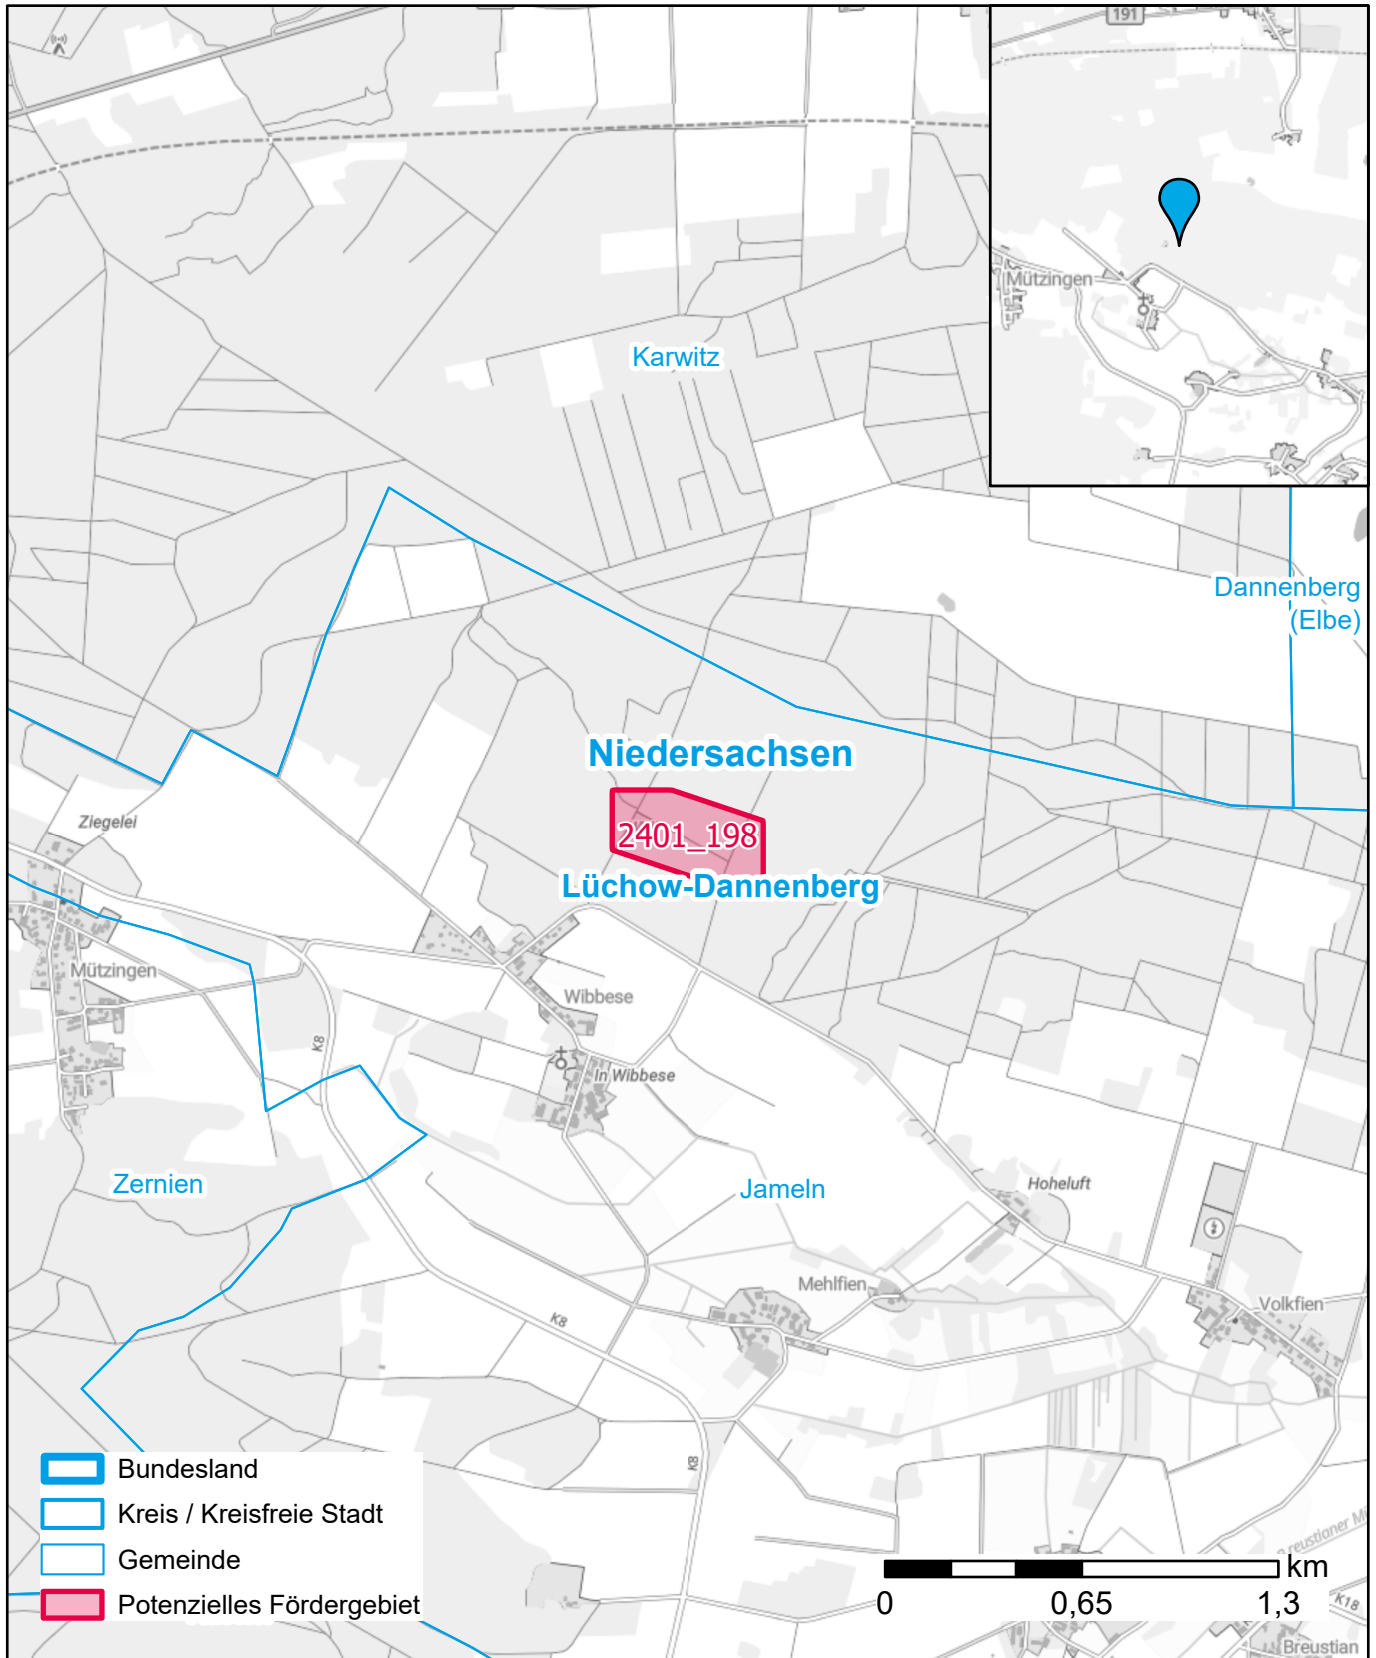 191
Mützingen
Karwitz
Dannenberg
(Elbe)
Niedersachsen
2401_198
Lüchow-Dannenberg
Ziegelei
Mützingen
Wibbese
K8
In Wibbese
Zernien
Jameln
Hoheluft
Mehlfien
Volkfien
K8
K8
Bundesland
Kreis / Kreisfreie Stadt
Gemeinde
Potenzielles Fördergebiet
km
0 0,65 1,3
K18
Breustian